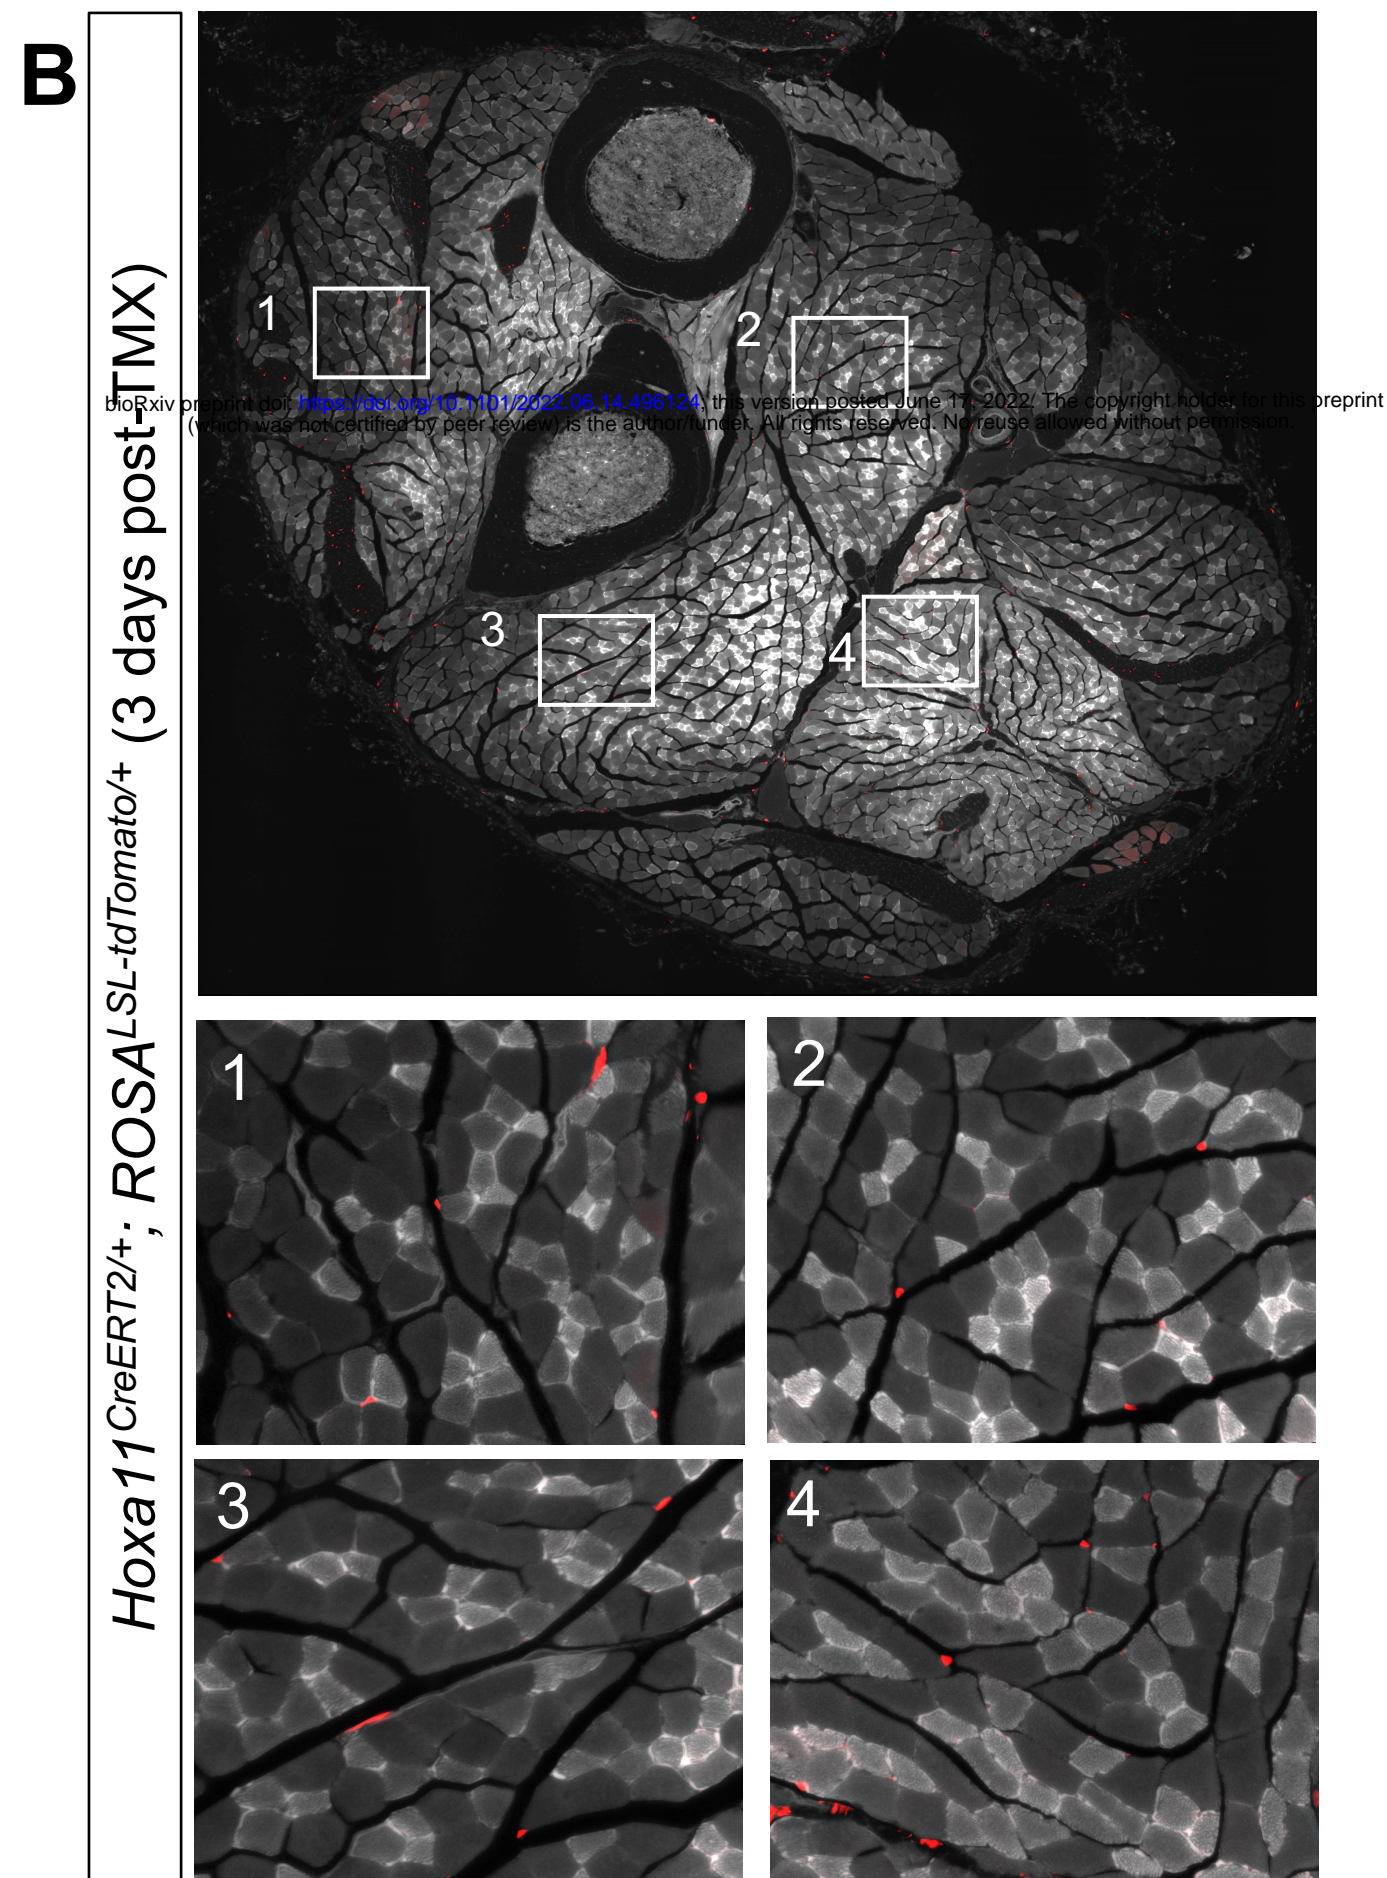 B
Hoxa11CreERT2/+; ROSALSL-tdTomato/+ (3 days post-TMX)
1
2
bioRxiv preprint doi: https://doi.org/10.1101/2022.06.14.496124; this version posted June 17, 2022. The copyright holder for this preprint
(which was not certified by peer review) is the author/funder. All rights reserved. No reuse allowed without permission.
3
4
1
2
3
4